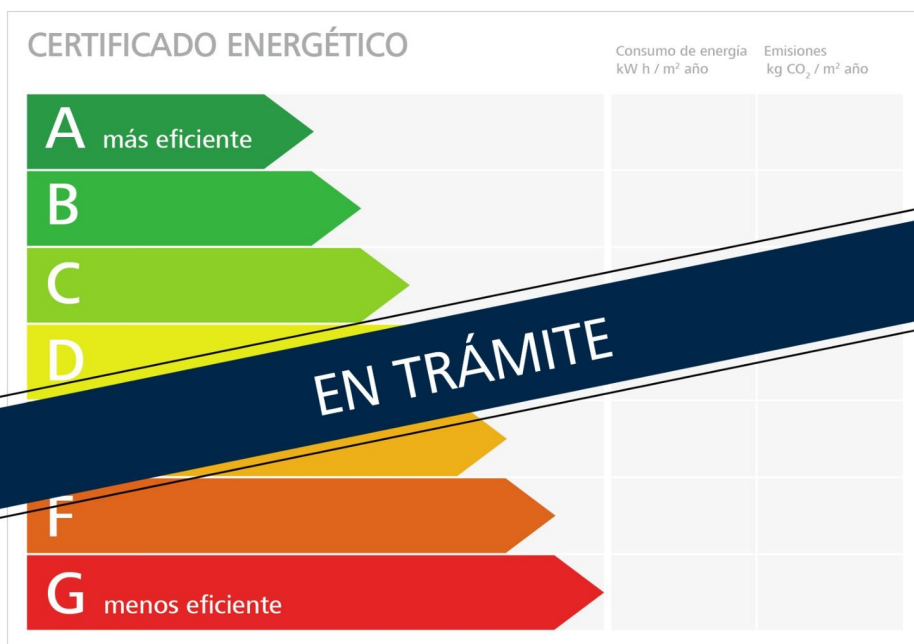 CERTIFICADO ENERGÉTICO
Consumo de energía
kW h / m² año
Emisiones
kg CO₂ / m² año
A más eficiente
B
C
D
EN TRÁMITE
F
G menos eficiente